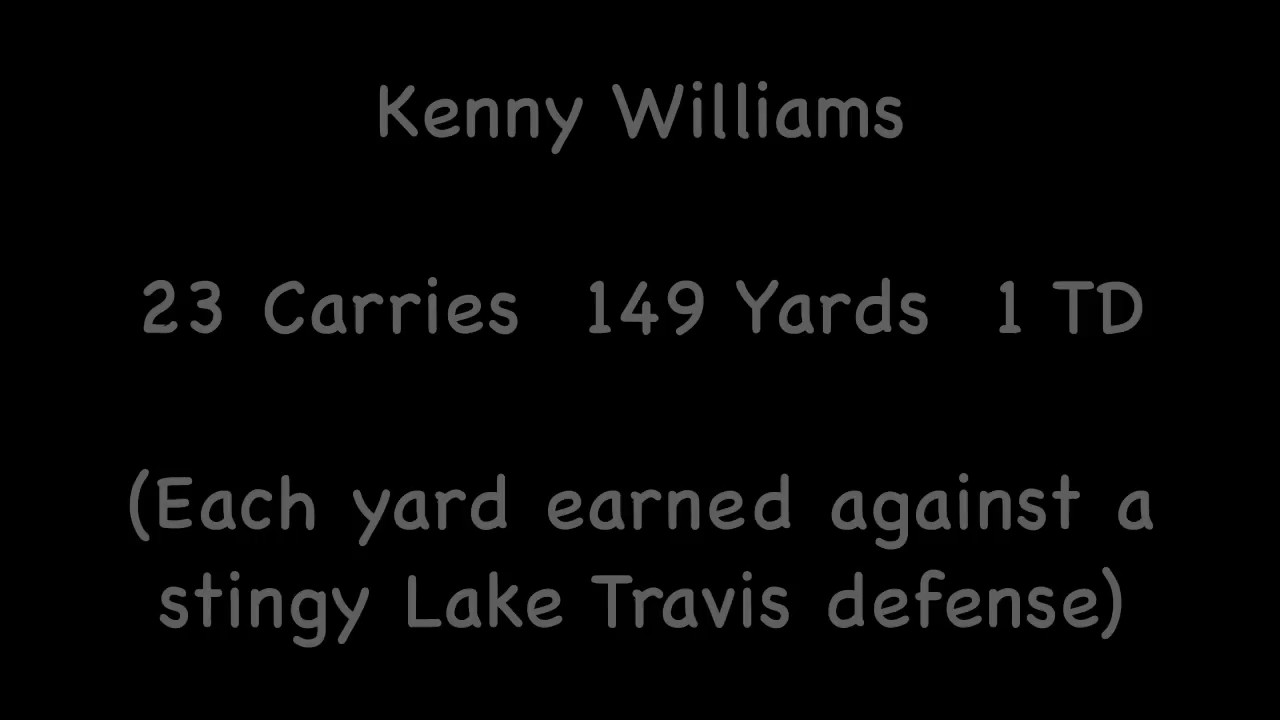 Kenny Williams
23 Carries 149 Yards 1 TD
(Each yard earned against a
stingy Lake Travis defense)